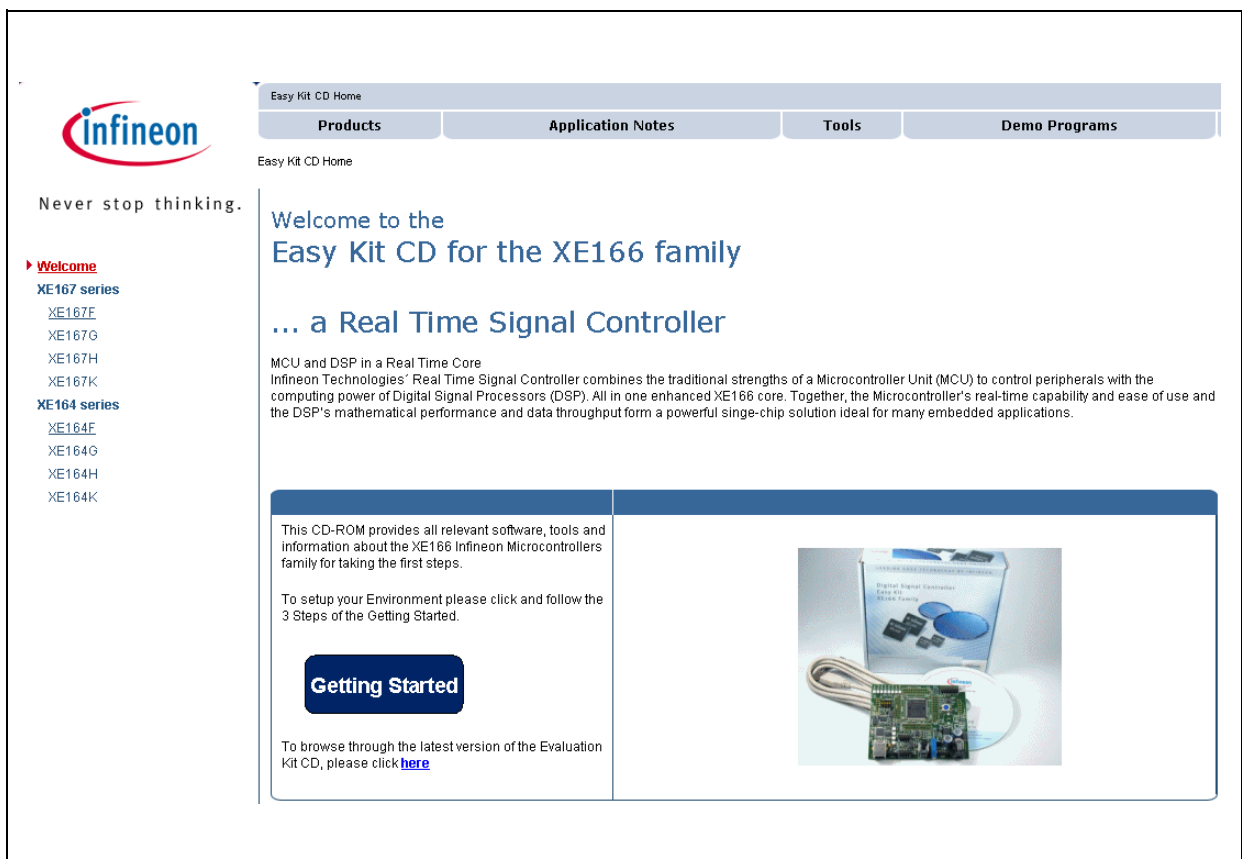 Easy Kit CD Home
Products
Application Notes
Tools
Demo Programs
Easy Kit CD Home
infineon
Never stop thinking.
Welcome
XE167 series
XE167F
XE167G
XE167H
XE167K
XE164 series
XE164F
XE164G
XE164H
XE164K
Welcome to the
Easy Kit CD for the XE166 family
... a Real Time Signal Controller
MCU and DSP in a Real Time Core
Infineon Technologies´ Real Time Signal Controller combines the traditional strengths of a Microcontroller Unit (MCU) to control peripherals with the
computing power of Digital Signal Processors (DSP). All in one enhanced XE166 core. Together, the Microcontroller's real-time capability and ease of use and
the DSP's mathematical performance and data throughput form a powerful singe-chip solution ideal for many embedded applications.
This CD-ROM provides all relevant software, tools and
information about the XE166 Infineon Microcontrollers
family for taking the first steps.
To setup your Environment please click and follow the
3 Steps of the Getting Started.
Getting Started
To browse through the latest version of the Evaluation
Kit CD, please click here
Digital Signal Controller
Easy Kit
XE166 Family
infineon